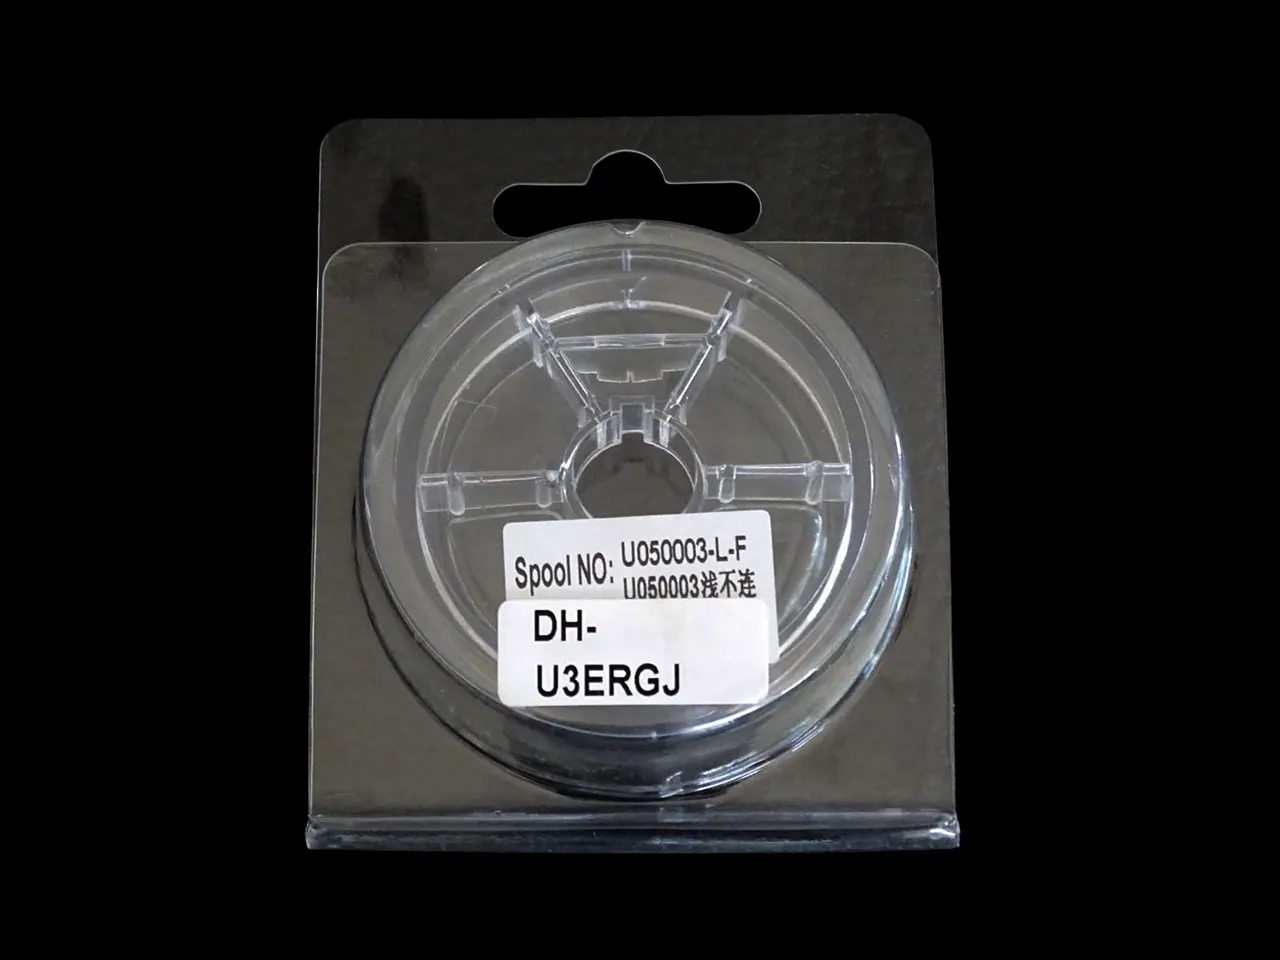 Spool NO: U050003-L-F
U050003浅不连
DH-
U3ERGJ